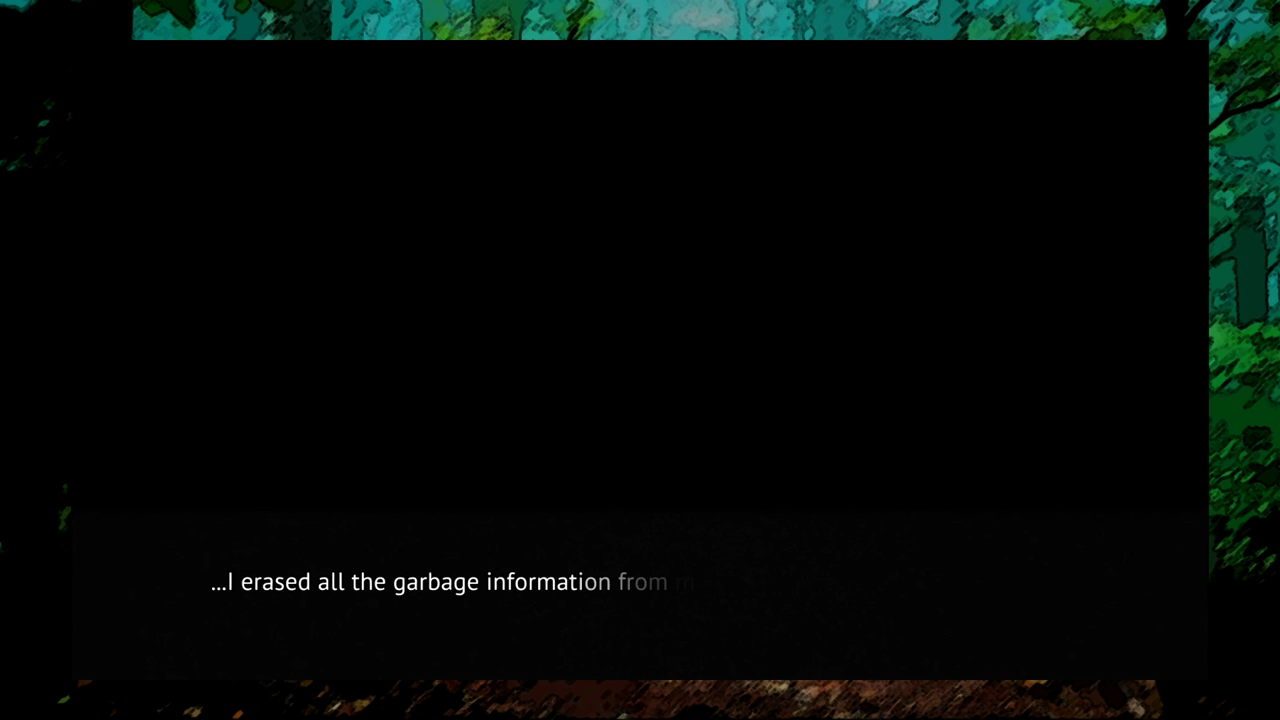 ...I erased all the garbage information from m